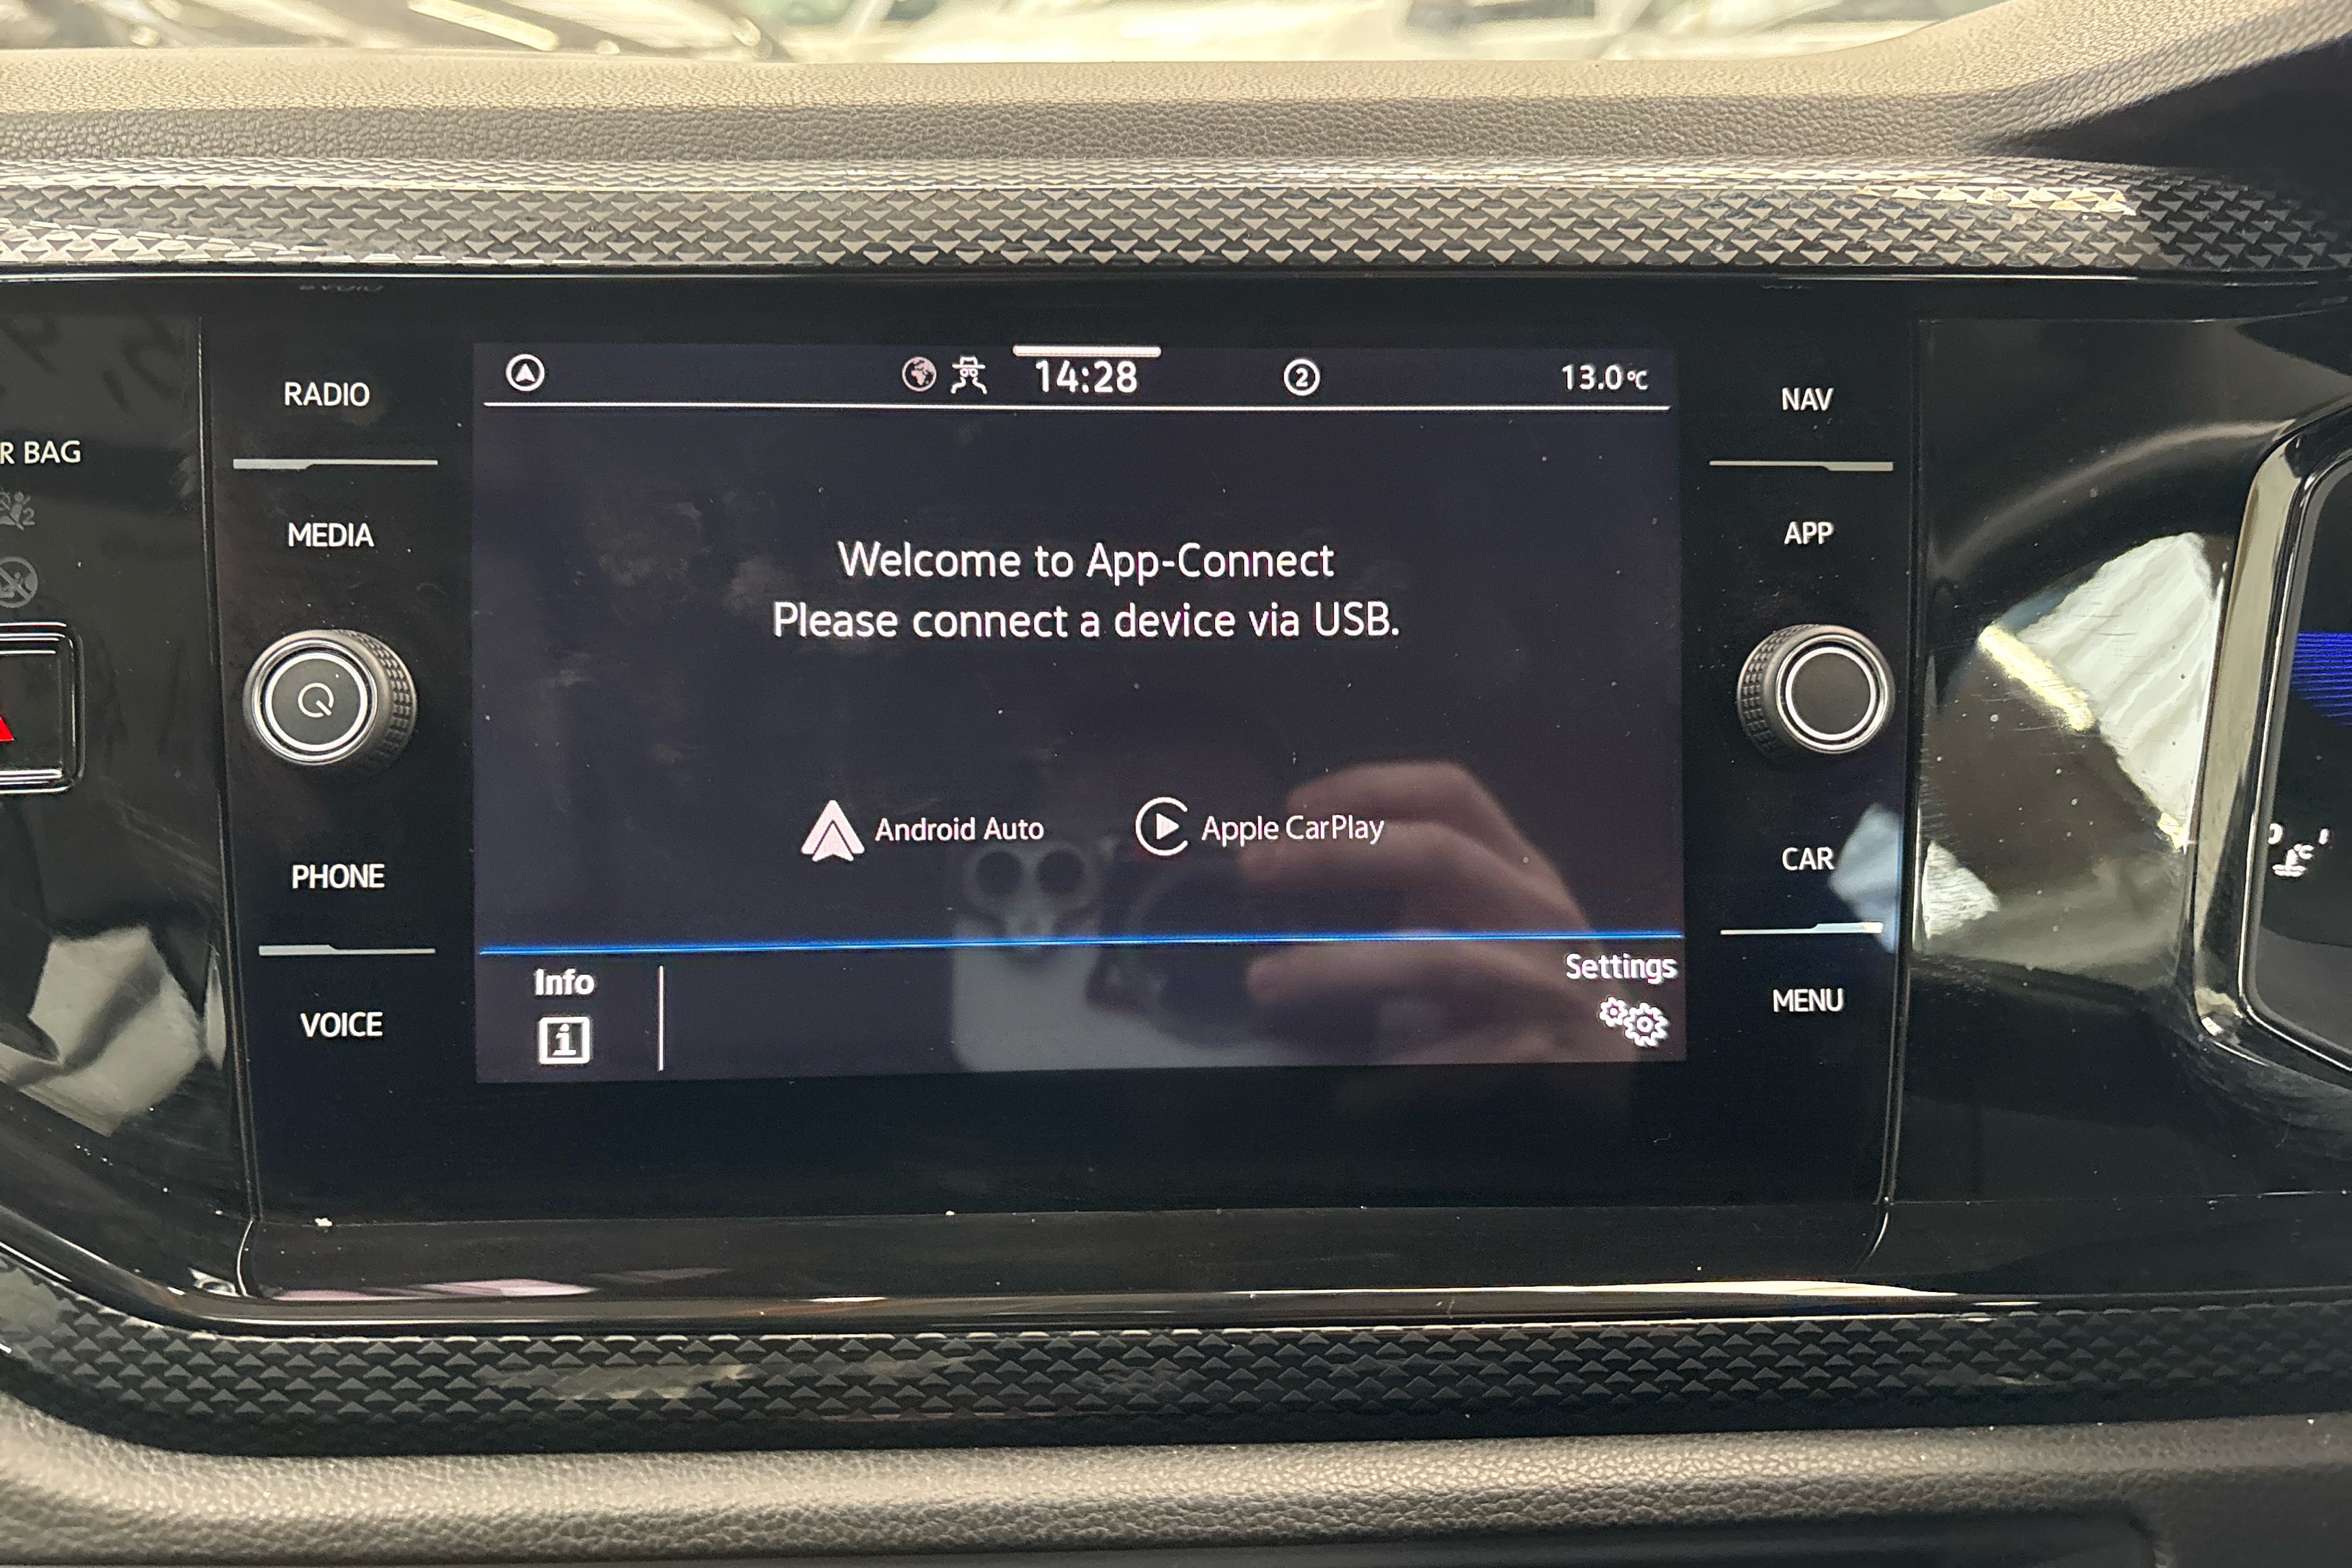 14:28
2
13.0°C
RADIO
NAV
R BAG
MEDIA
APP
Welcome to App-Connect
Please connect a device via USB.
Android Auto
Apple CarPlay
PHONE
CAR
Info
Settings
VOICE
MENU